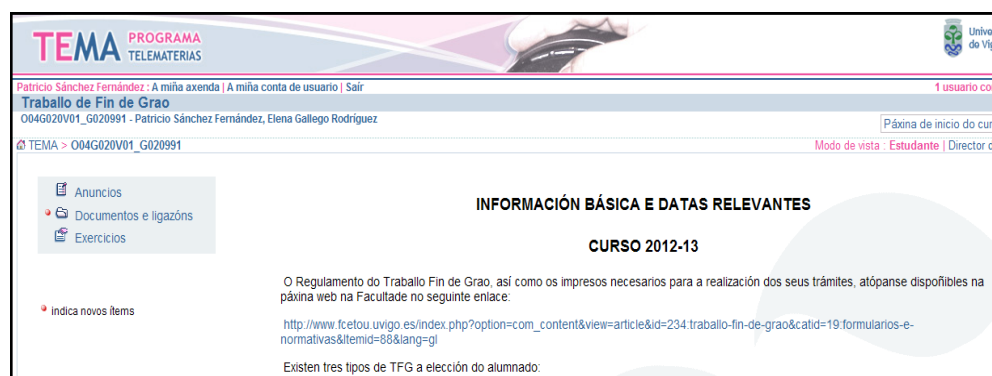 TEMA PROGRAMA TELEMATERIAS
Patricio Sánchez Fernández : A miña axenda | A miña conta de usuario | Saír
Traballo de Fin de Grao
O04G020V01_G020991 - Patricio Sánchez Fernández, Elena Gallego Rodríguez
Páxina de inicio do
TEMA > O04G020V01_G020991
Modo de vista : Estudante | Director
Anuncios
Documentos e ligazóns
Exercicios
indica novos ítems
INFORMACIÓN BÁSICA E DATAS RELEVANTES
CURSO 2012-13
O Regulamento do Traballo Fin de Grao, así como os impresos necesarios para a realización dos seus trámites, atópanse dispoñibles na
páxina web na Facultade no seguinte enlace:
http://www.fcetou.uvigo.es/index.php?option=com_content&view=article&id=234:traballo-fin-de-grao&catid=19:formularios-e-
normativas&Itemid=88&lang=gl
Existen tres tipos de TFG a elección do alumnado:
1 usuario